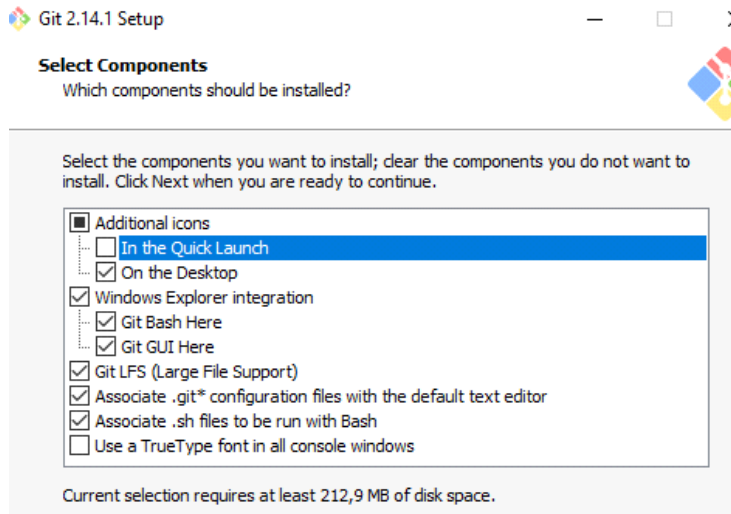 Git 2.14.1 Setup
Select Components
Which components should be installed?
Select the components you want to install; clear the components you do not want to
install. Click Next when you are ready to continue.
Additional icons
In the Quick Launch
On the Desktop
Windows Explorer integration
Git Bash Here
Git GUI Here
Git LFS (Large File Support)
Associate .git* configuration files with the default text editor
Associate .sh files to be run with Bash
Use a TrueType font in all console windows
Current selection requires at least 212,9 MB of disk space.